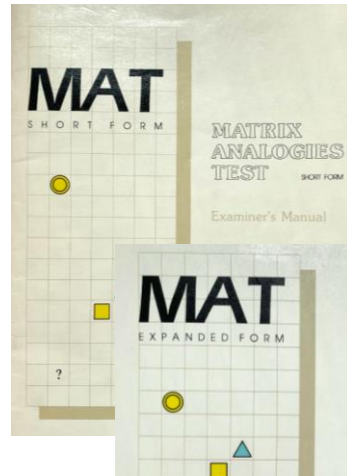 MAT
SHORT FORM
MATRIX
ANALOGIES
TEST SHORT FORM
Examiner's Manual
?
MAT
EXPANDED FORM